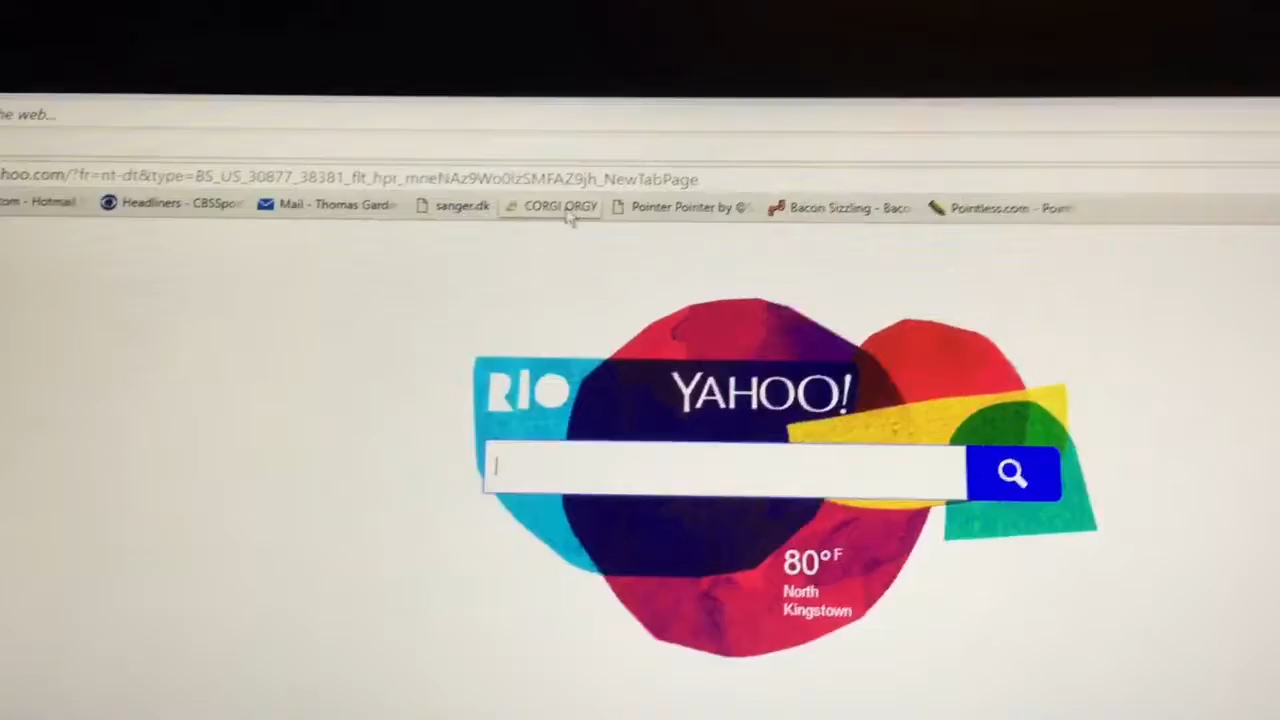 he web...
hoo.com/?fr=nt-dt&type=BS_US_30877_38381_flt_hpr_mneNAz9Wo0lzSMFAZ9jh_NewTabPage
om - Hotmail Headliners - CBSSpo Mail - Thomas Gard sanger.dk CORGI ORGY Pointer Pointer by @ Bacon Sizzling - Baco Pointless.com - Poin
RIO YAHOO!
80°F
North
Kingstown